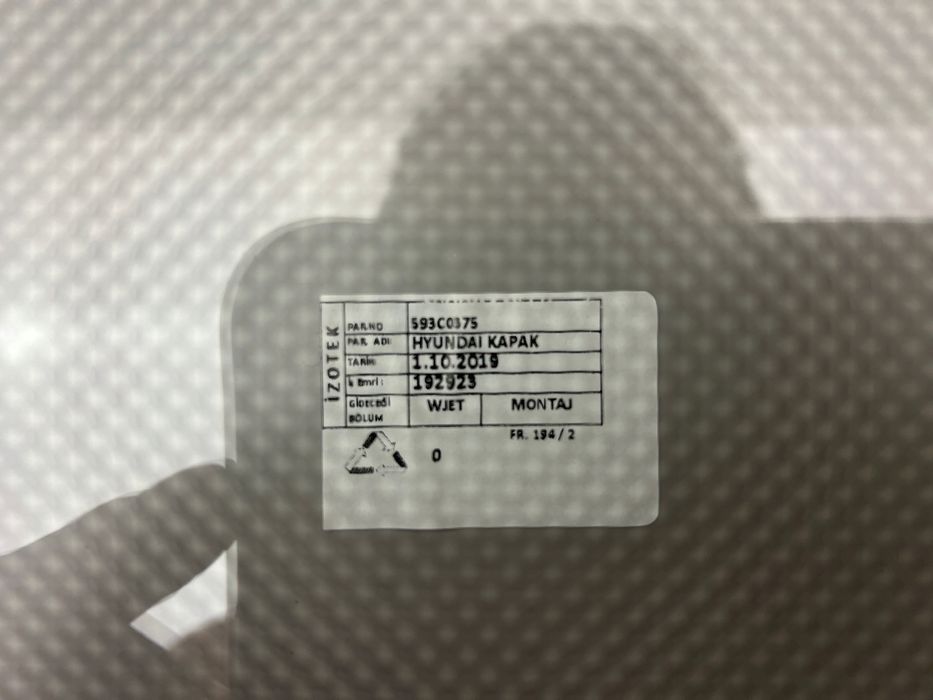 İZOTEK
PAR.NO 593C0375
PAR. ADI: HYUNDAI KAPAK
TARİH: 1.10.2019
Emri: 192923
BÖLÜM WJET MONTAJ
FR. 194 / 2
0